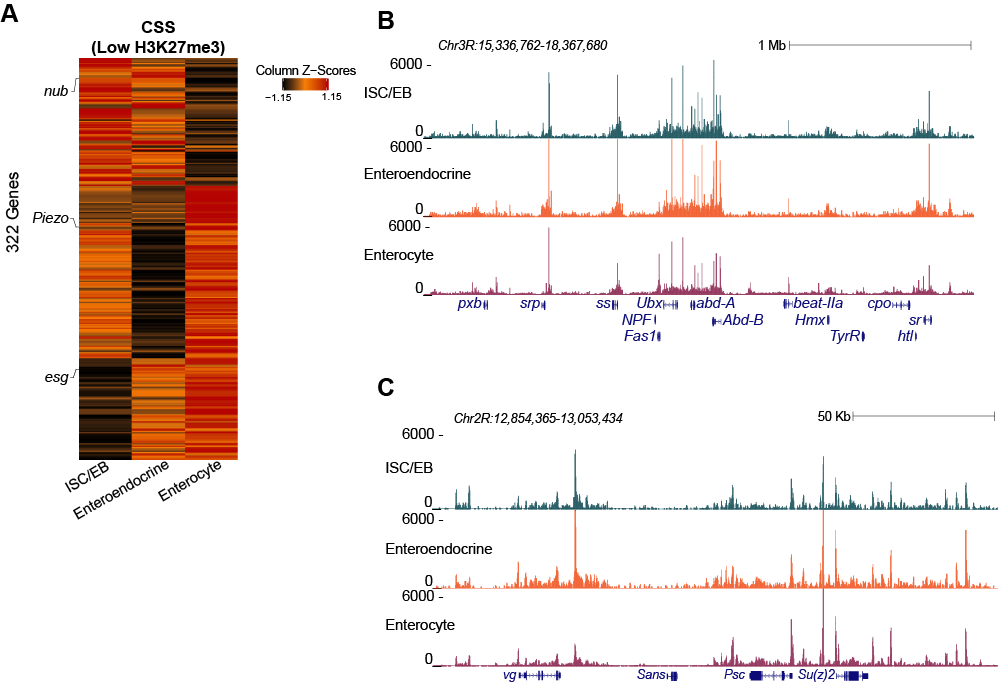 A
CSS
(Low H3K27me3)
Column Z−Scores
−1.15
1.15
nub
Piezo
esg
322 Genes
ISC/EB
Enteroendrocrine
Enterocyte
B
Chr3R:15,336,762-18,367,680
1 Mb
6000 -
ISC/EB
0
6000 -
Enteroendocrine
0
6000 -
Enterocyte
0
pxb srp ss Ubx abd-A beat-IIa cpo
NPF Abd-B Hmx sr
Fas1 TyrR htl
C
Chr2R:12,854,365-13,053,434
50 Kb
6000 -
ISC/EB
0
6000 -
Enteroendocrine
0
6000 -
Enterocyte
0
vg Sans Psc Su(z)2